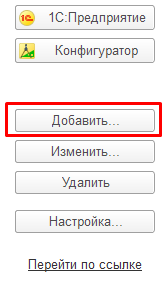 1С:Предприятие
Конфигуратор
Добавить...
Изменить...
Удалить
Настройка...
Перейти по ссылке